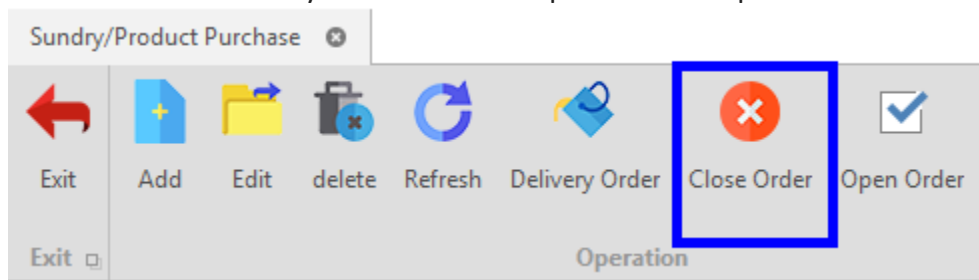 Sundry/Product Purchase
Exit Add Edit delete Refresh Delivery Order Close Order Open Order
Exit Operation